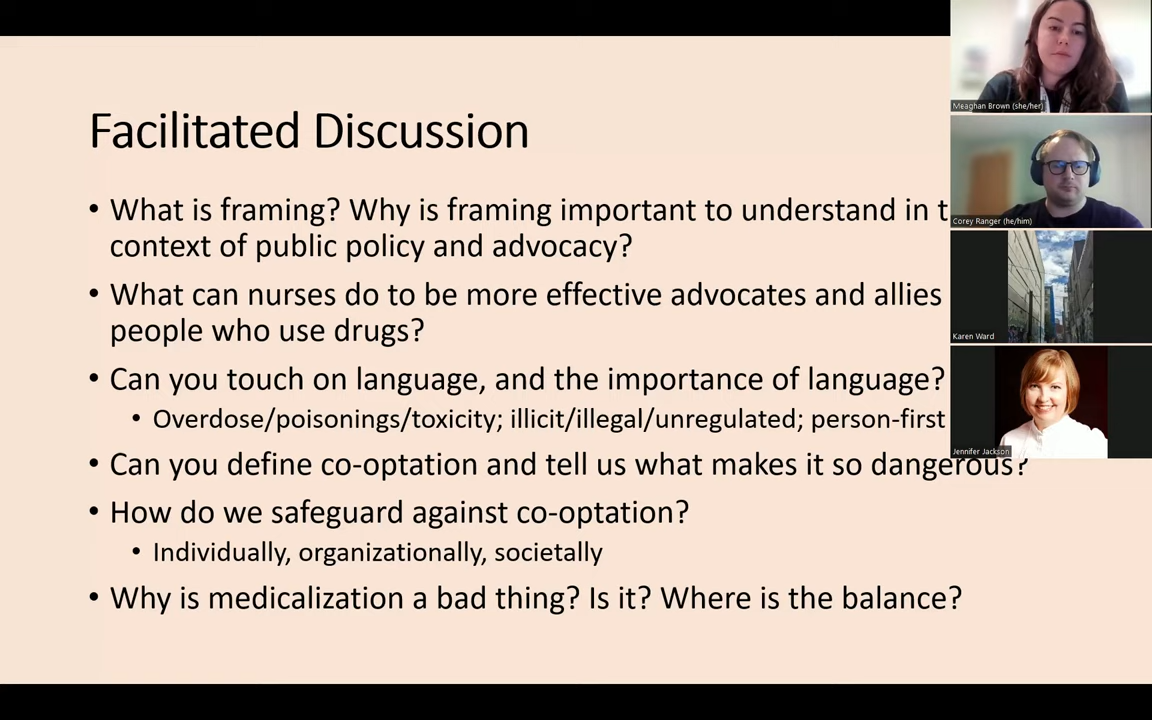 Facilitated Discussion
• What is framing? Why is framing important to understand in t
context of public policy and advocacy?
• What can nurses do to be more effective advocates and allies
people who use drugs?
• Can you touch on language, and the importance of language?
• Overdose/poisonings/toxicity; illicit/illegal/unregulated; person-first
• Can you define co-optation and tell us what makes it so dangerous?
• How do we safeguard against co-optation?
• Individually, organizationally, societally
• Why is medicalization a bad thing? Is it? Where is the balance?
Meaghan Brown (she/her)
Corey Ranger (he/him)
Karen Ward
Jennifer Jackson